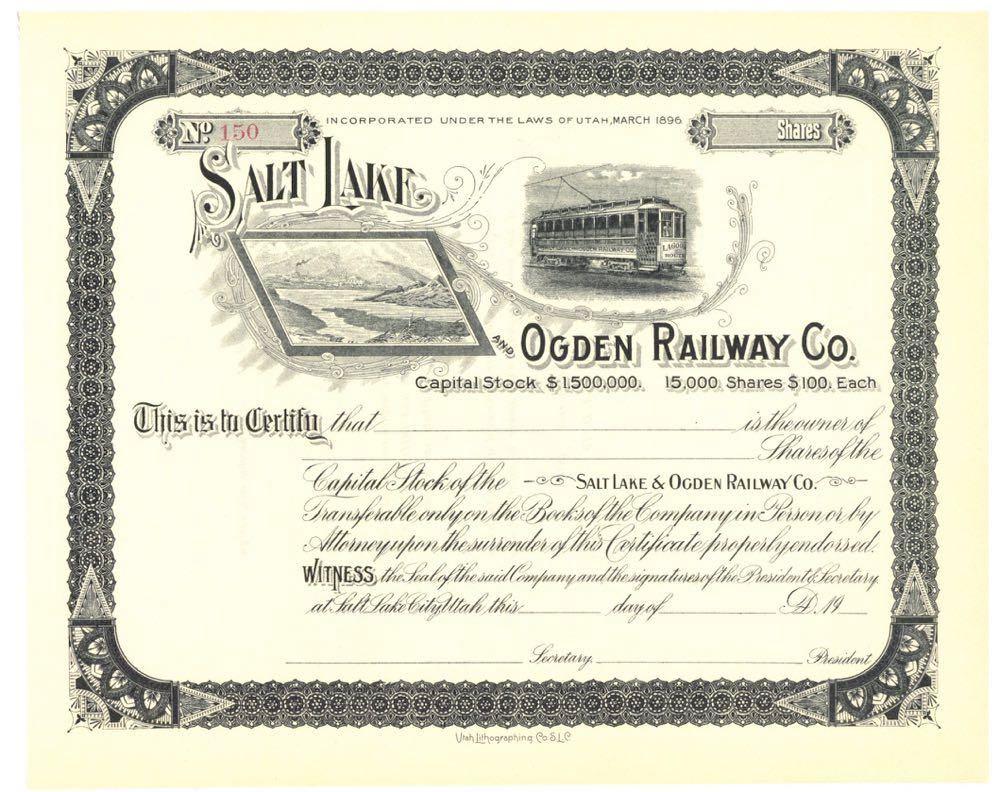 No 150
INCORPORATED UNDER THE LAWS OF UTAH, MARCH 1896
Shares
SALT LAKE
OGDEN RAILWAY CO
LAGOON
ROUTE
AND OGDEN RAILWAY CO.
Capital Stock $1,500,000. 15,000 Shares $100. Each
This is to Certify that is the owner of
Shares of the
Capital Stock of the SALT LAKE & OGDEN RAILWAY CO.
Transferable only on the Books of the Company in Person or by
Attorney upon the surrender of this Certificate properly endorsed.
WITNESS the Seal of the said Company and the signatures of the President & Secretary
at Salt Lake City, Utah, this day of A.D. 19
Secretary. President
Utah Lithographing Co. S.L.C.